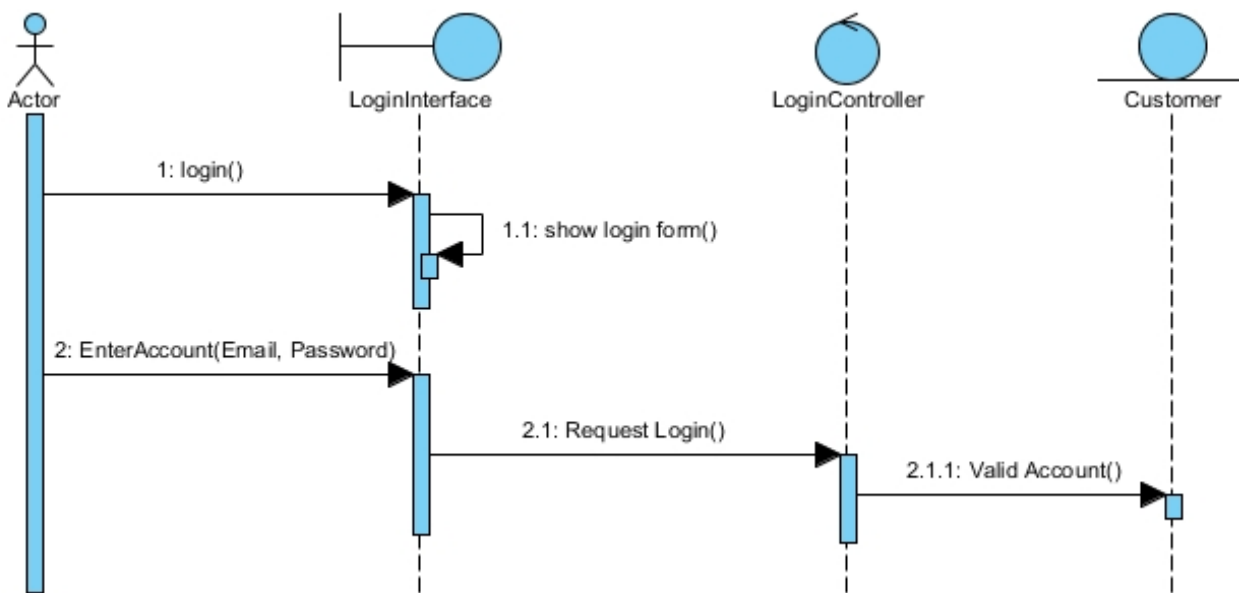 Actor
LoginInterface
LoginController
Customer
1: login()
1.1: show login form()
2: EnterAccount(Email, Password)
2.1: Request Login()
2.1.1: Valid Account()